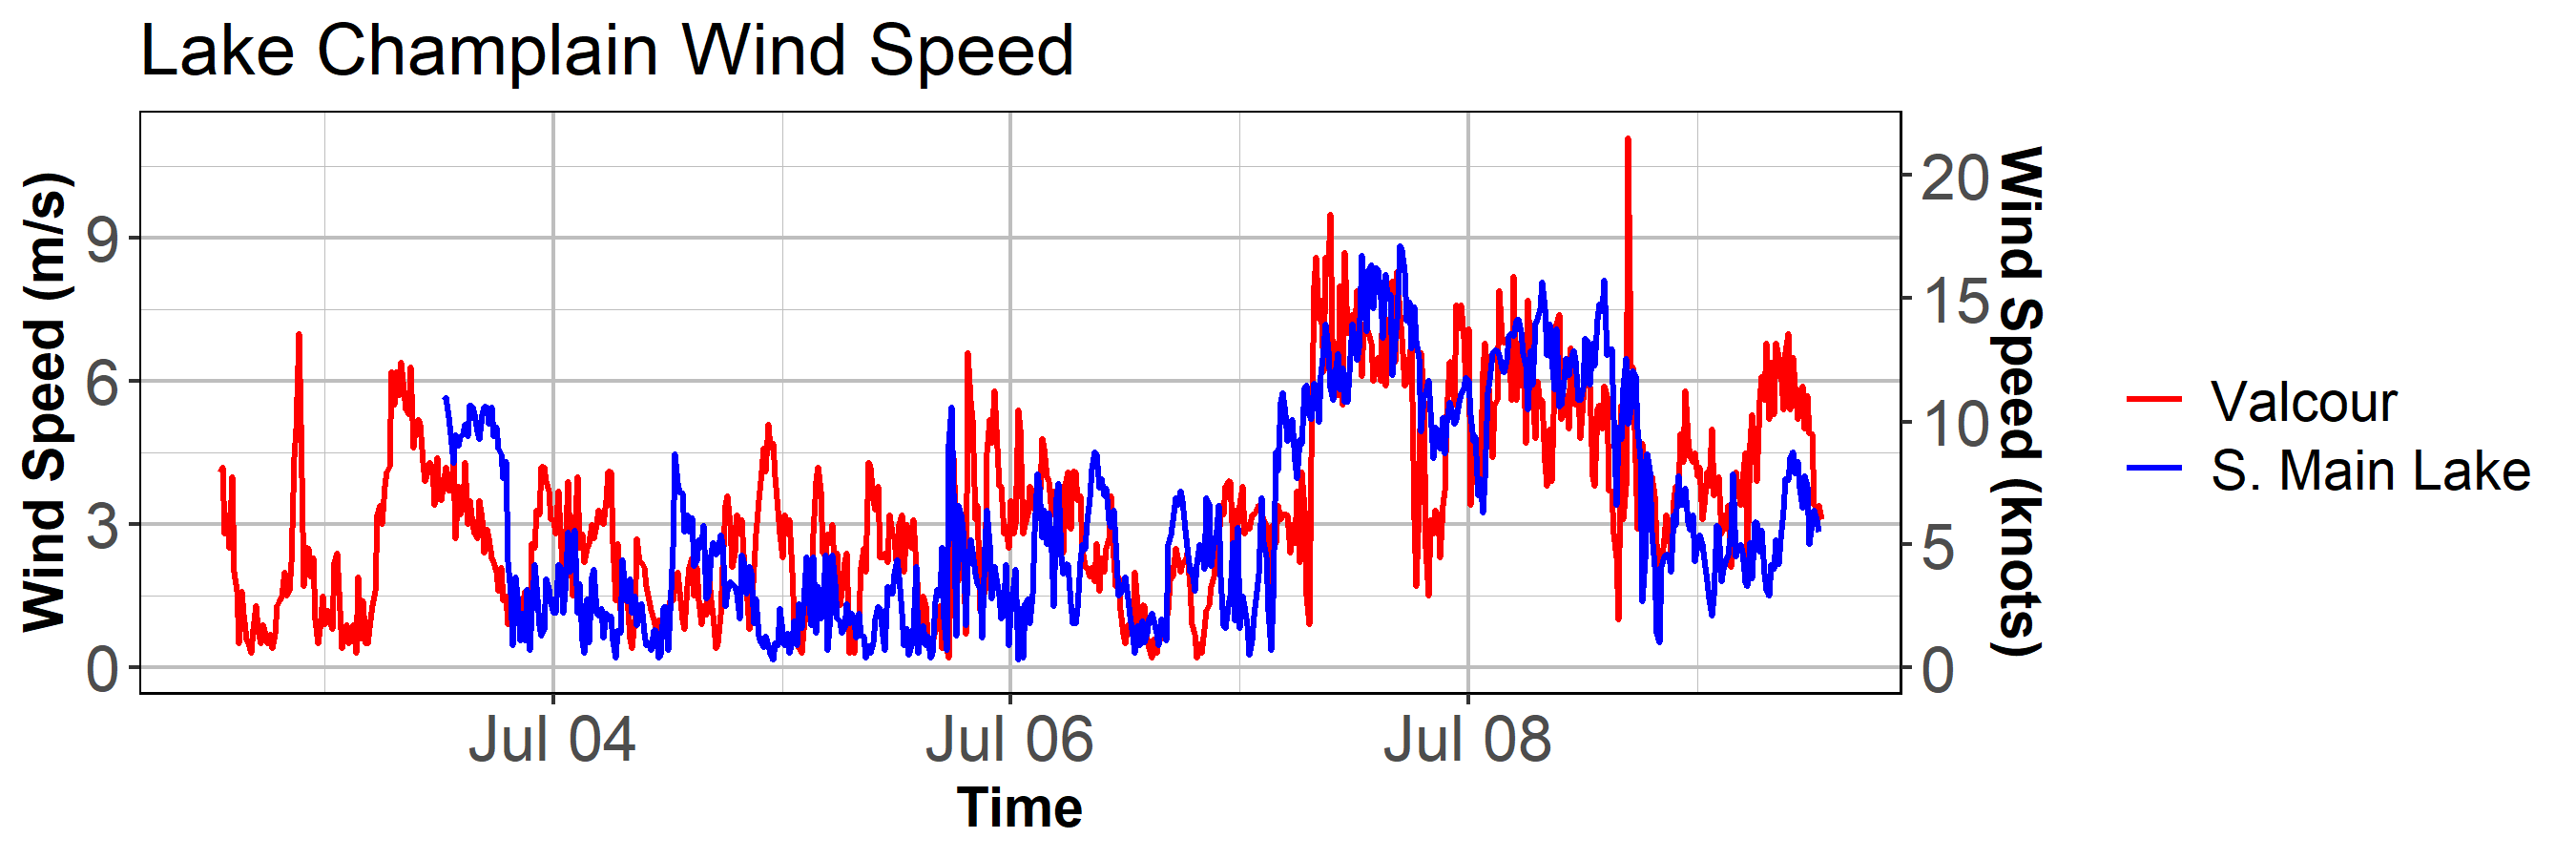 Lake Champlain Wind Speed
Wind Speed (m/s)
9
6
3
0
20
15
10
5
0
Wind Speed (knots)
Jul 04 Jul 06 Jul 08
Time
Valcour
S. Main Lake